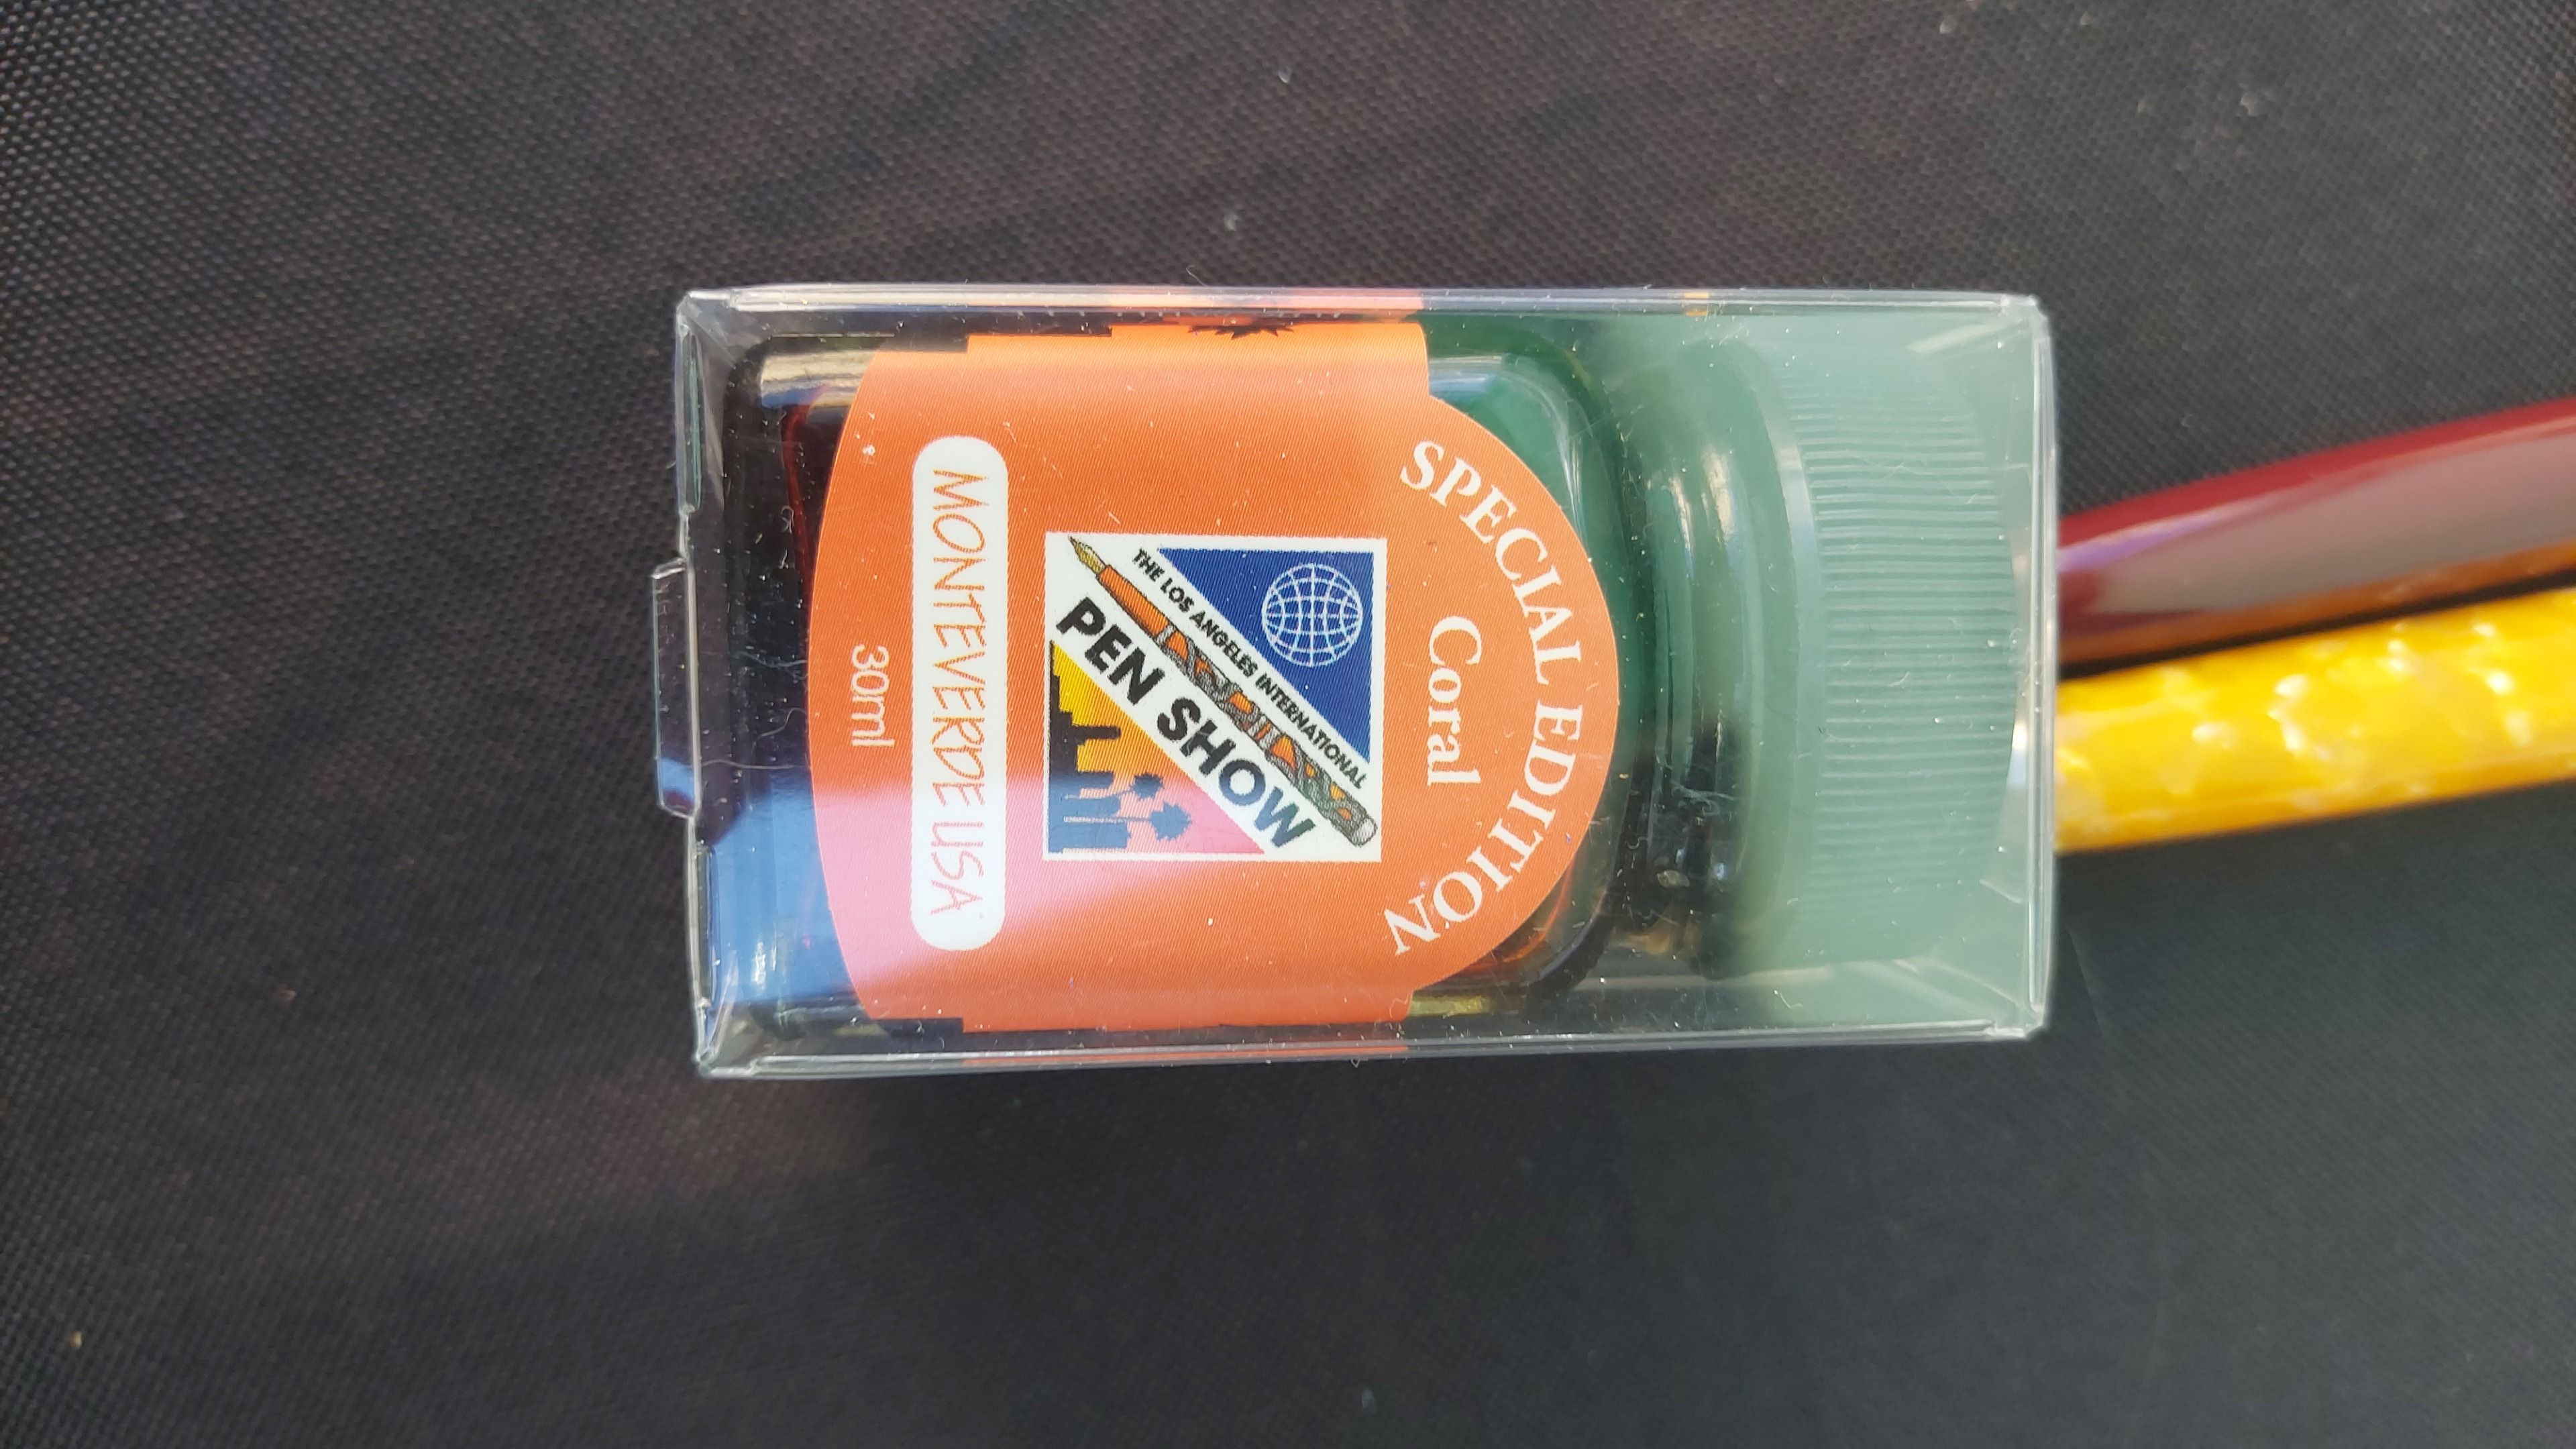 SPECIAL EDITION
Coral
THE LOS ANGELES INTERNATIONAL
PEN SHOW
MONTEVERDE USA
30ml